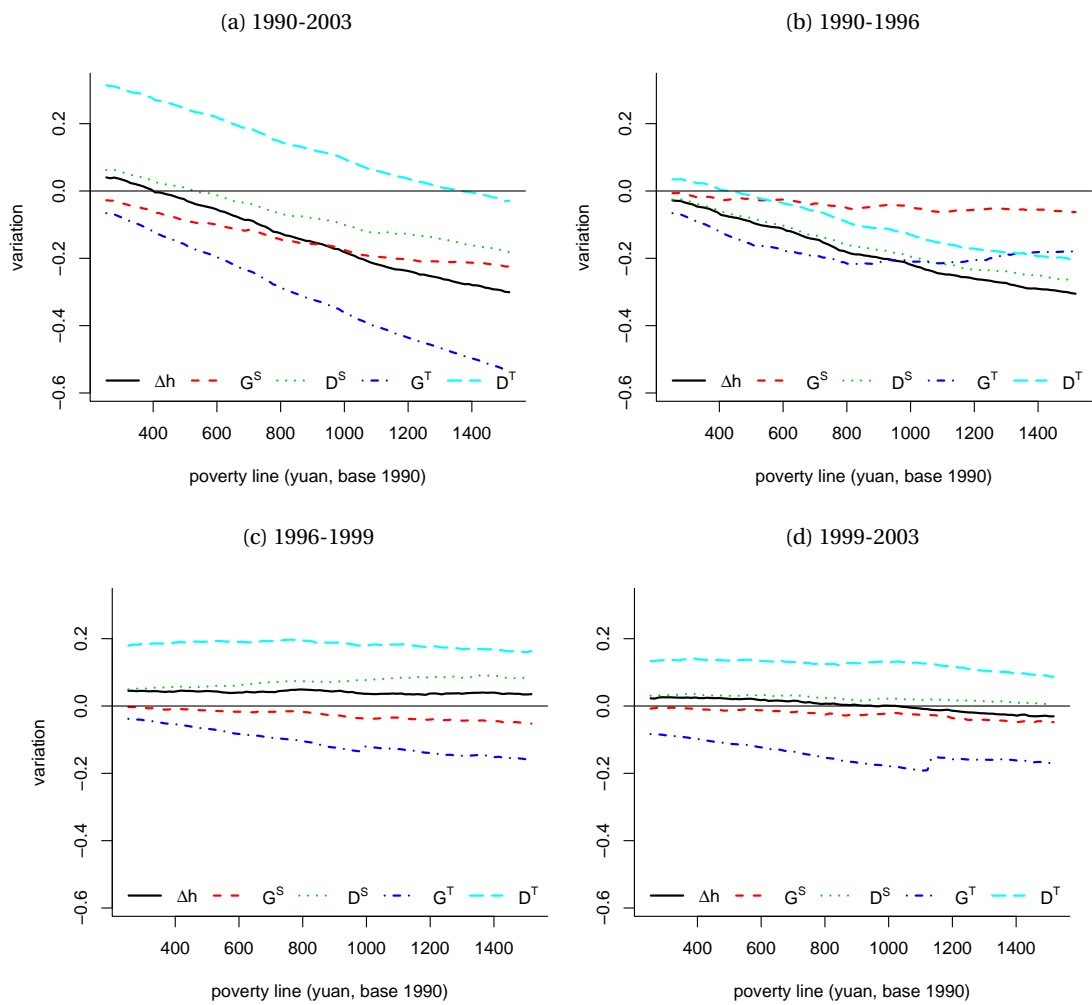 (a) 1990-2003
0.2
0.0
−0.2
−0.4
−0.6
variation
Δh G^S D^S G^T D^T
400 600 800 1000 1200 1400
poverty line (yuan, base 1990)
(b) 1990-1996
0.2
0.0
−0.2
−0.4
−0.6
Δh G^S D^S G^T D^T
400 600 800 1000 1200 1400
poverty line (yuan, base 1990)
(c) 1996-1999
0.2
0.0
−0.2
−0.4
−0.6
variation
Δh G^S D^S G^T D^T
400 600 800 1000 1200 1400
poverty line (yuan, base 1990)
(d) 1999-2003
0.2
0.0
−0.2
−0.4
−0.6
Δh G^S D^S G^T D^T
400 600 800 1000 1200 1400
poverty line (yuan, base 1990)